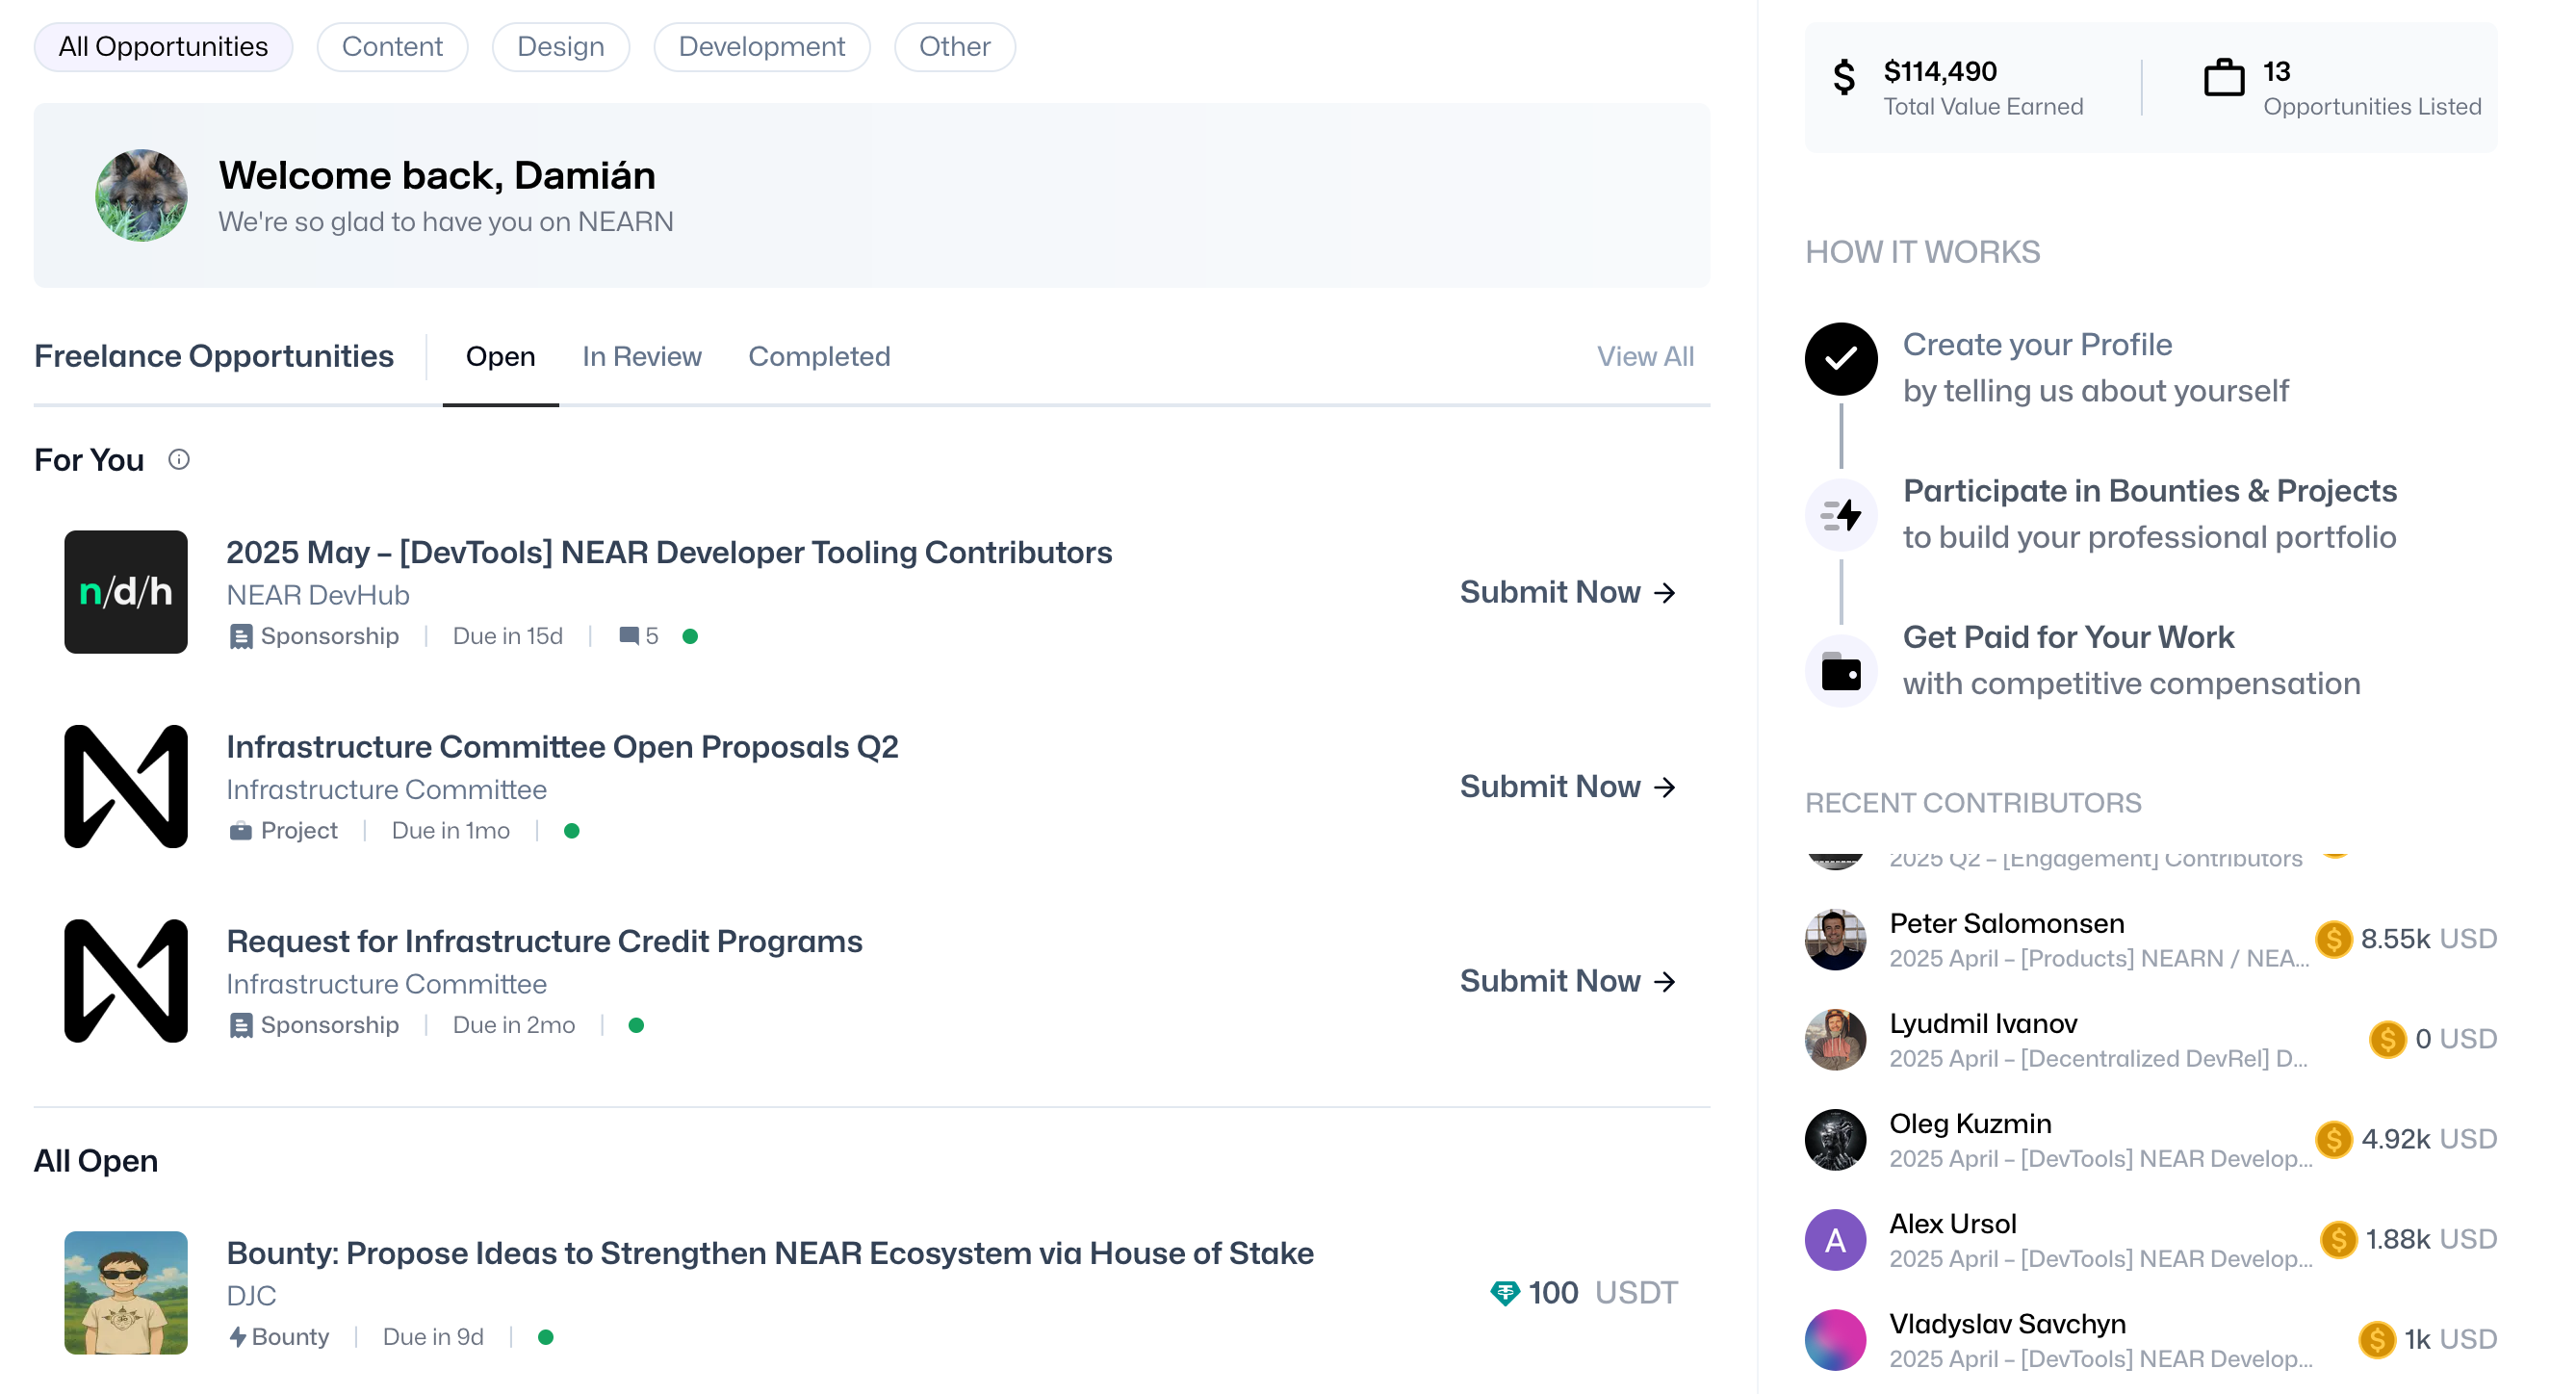 All Opportunities
Content
Design
Development
Other
Welcome back, Damián
We're so glad to have you on NEARN
Freelance Opportunities
Open
In Review
Completed
View All
For You
n/d/h
2025 May – [DevTools] NEAR Developer Tooling Contributors
NEAR DevHub
Sponsorship
Due in 15d
5
Submit Now →
Infrastructure Committee Open Proposals Q2
Infrastructure Committee
Project
Due in 1mo
Submit Now →
Request for Infrastructure Credit Programs
Infrastructure Committee
Sponsorship
Due in 2mo
Submit Now →
All Open
Bounty: Propose Ideas to Strengthen NEAR Ecosystem via House of Stake
DJC
Bounty
Due in 9d
100 USDT
$114,490
Total Value Earned
13
Opportunities Listed
HOW IT WORKS
Create your Profile
by telling us about yourself
Participate in Bounties & Projects
to build your professional portfolio
Get Paid for Your Work
with competitive compensation
RECENT CONTRIBUTORS
2025 Q2 – [Engagement] Contributors
Peter Salomonsen
2025 April – [Products] NEARN / NEA...
8.55k USD
Lyudmil Ivanov
2025 April – [Decentralized DevRel] D...
0 USD
Oleg Kuzmin
2025 April – [DevTools] NEAR Develop...
4.92k USD
A
Alex Ursol
2025 April – [DevTools] NEAR Develop...
1.88k USD
Vladyslav Savchyn
2025 April – [DevTools] NEAR Develop...
1k USD